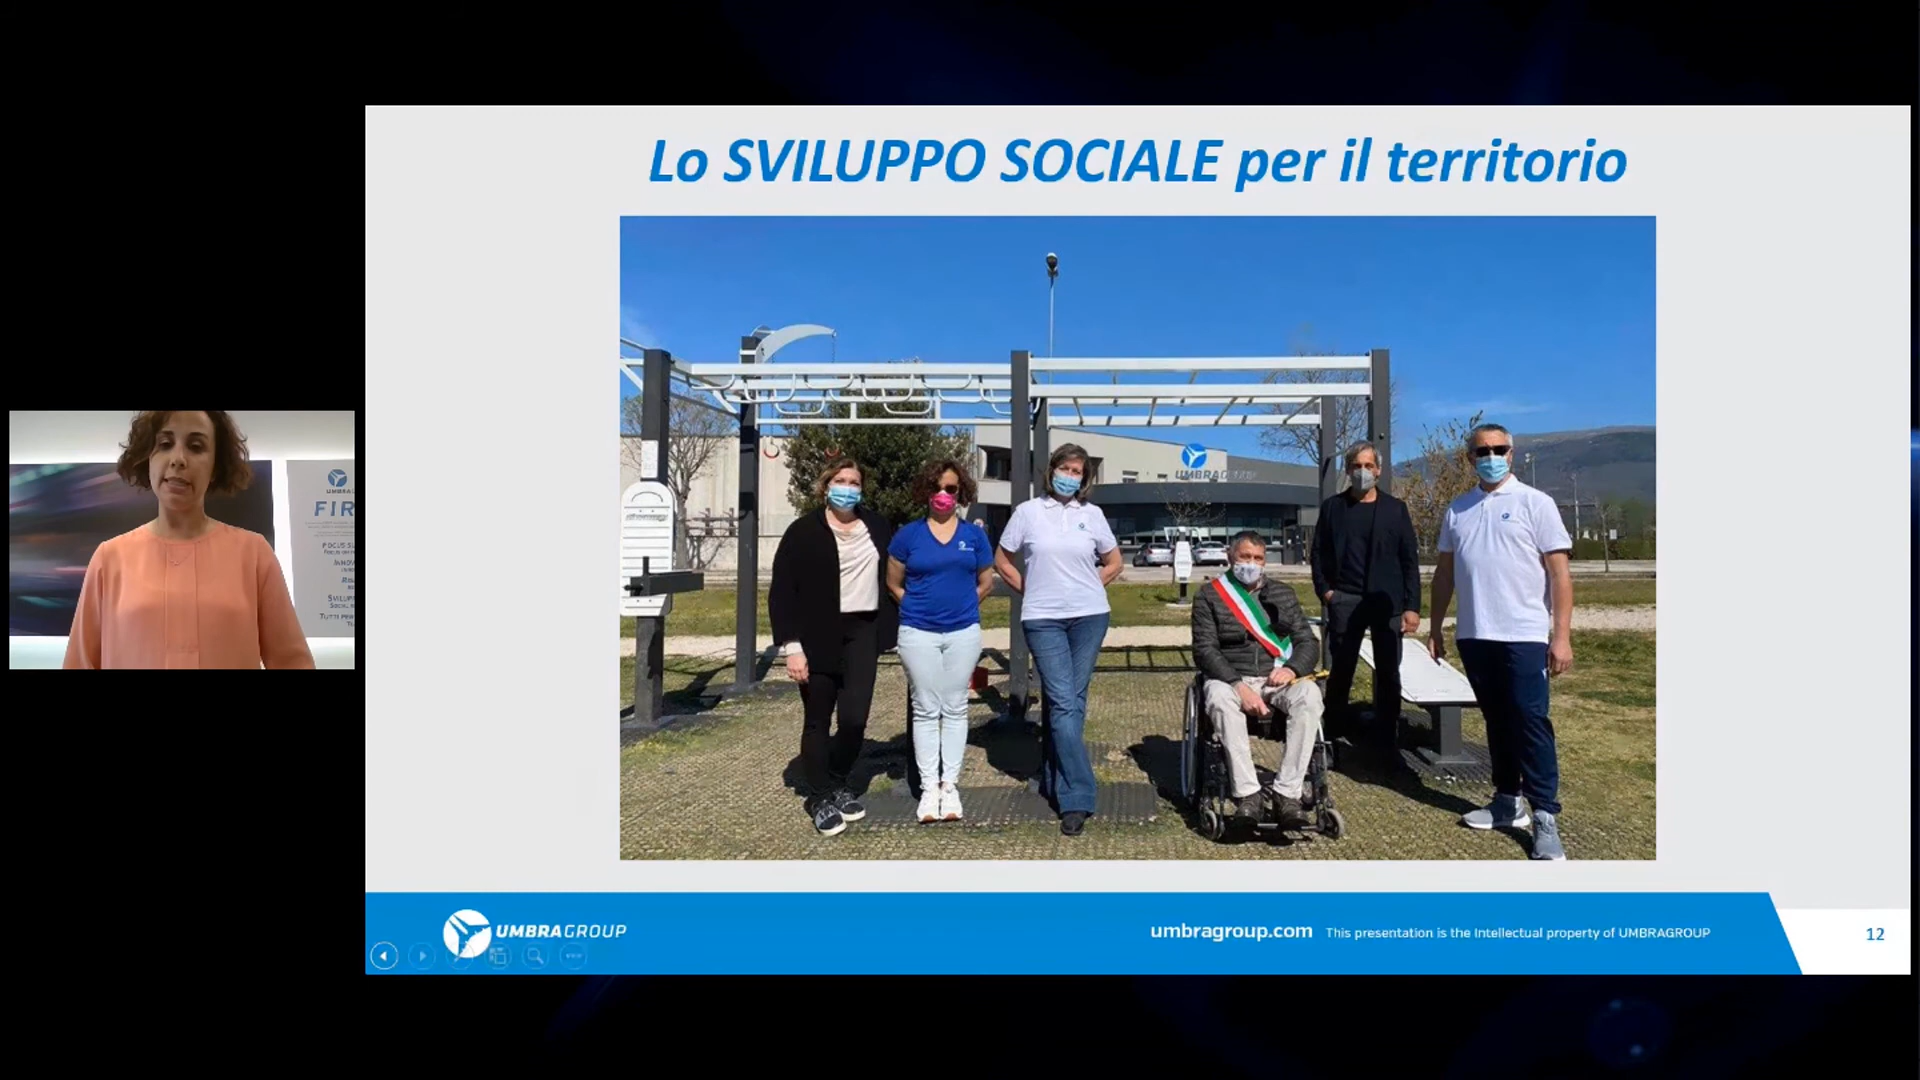 Lo SVILUPPO SOCIALE per il territorio
UMBRA
FIR
UMBRAGROUP
umbragroup.com This presentation is the Intellectual property of UMBRAGROUP
12